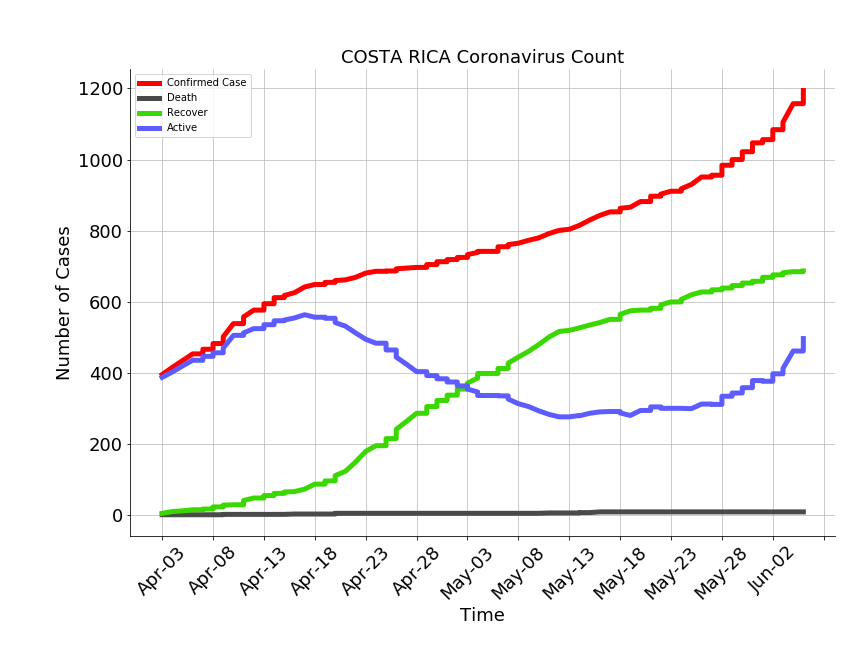 COSTA RICA Coronavirus Count
Confirmed Case
Death
Recover
Active
Number of Cases
1200
1000
800
600
400
200
0
Apr-03
Apr-08
Apr-13
Apr-18
Apr-23
Apr-28
May-03
May-08
May-13
May-18
May-23
May-28
Jun-02
Time